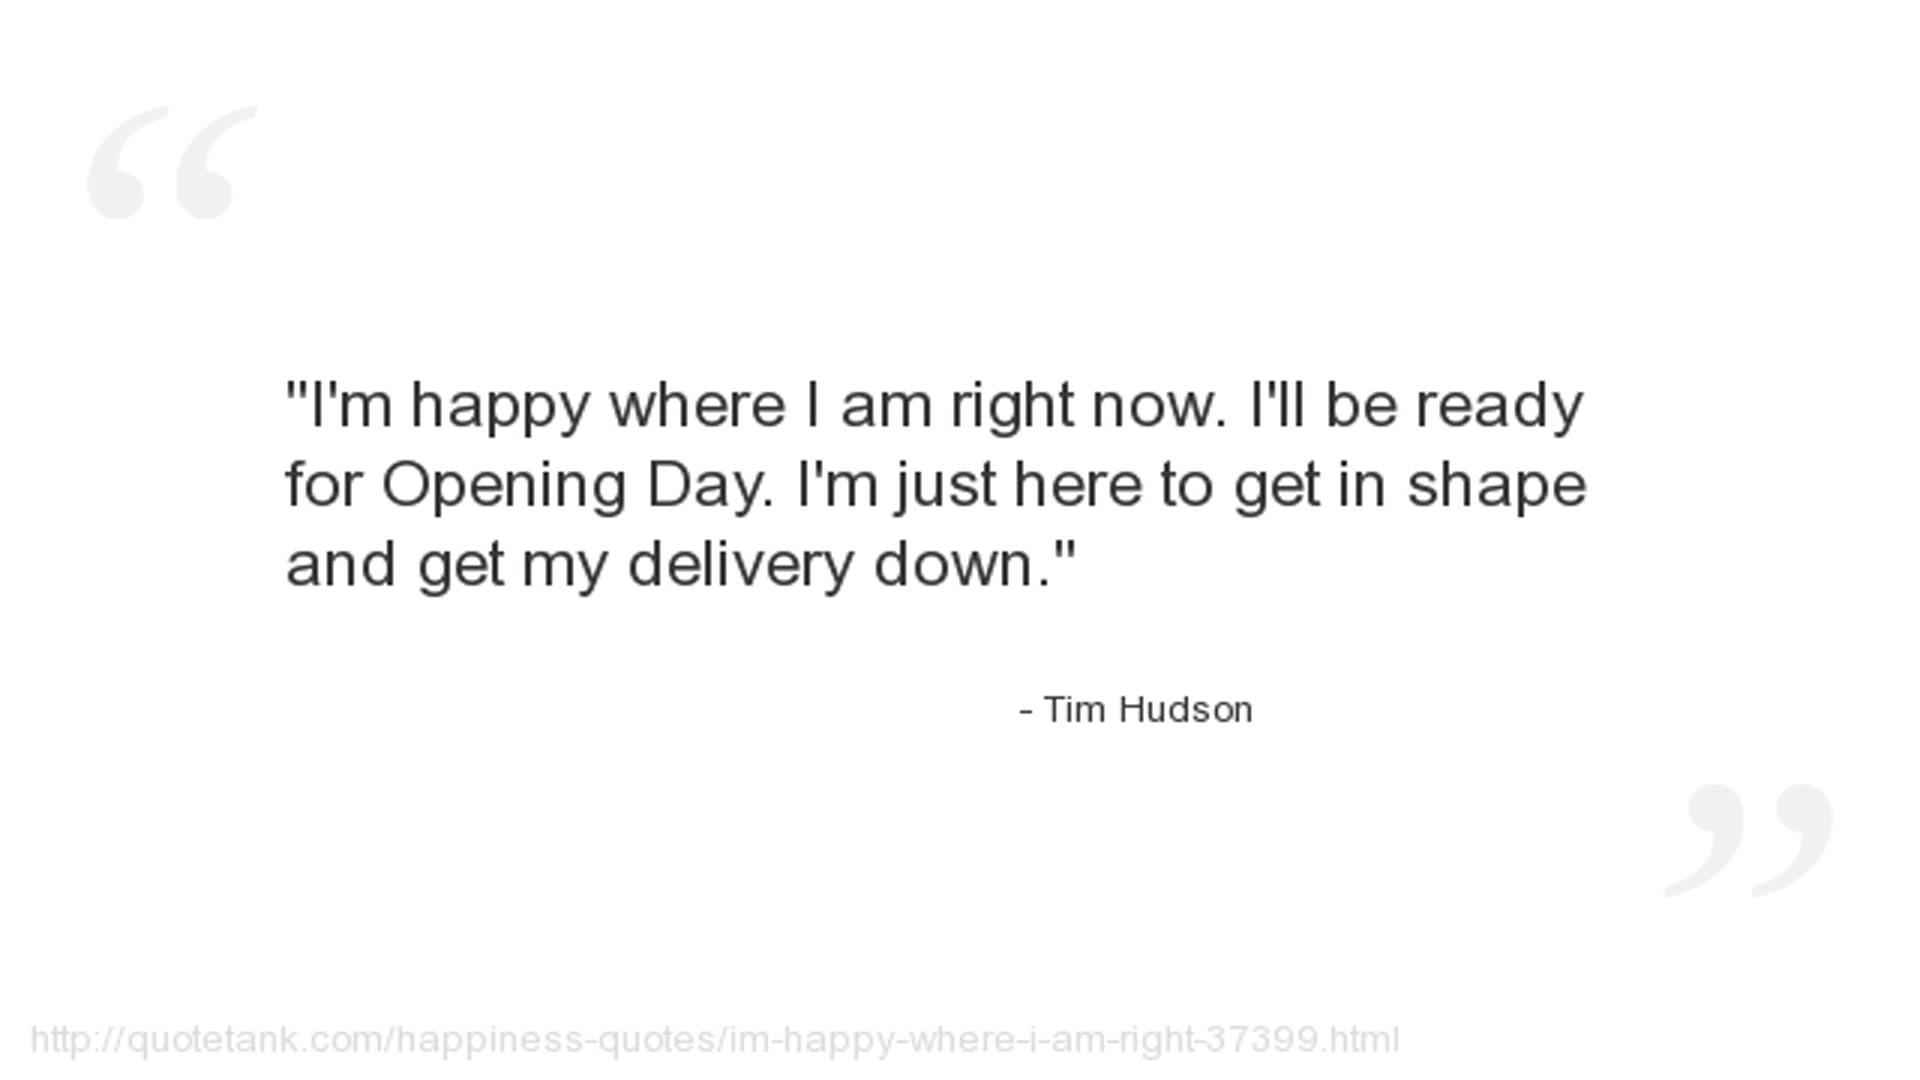 "I'm happy where I am right now. I'll be ready
for Opening Day. I'm just here to get in shape
and get my delivery down."
- Tim Hudson
http://quotetank.com/happiness-quotes/im-happy-where-i-am-right-37399.html